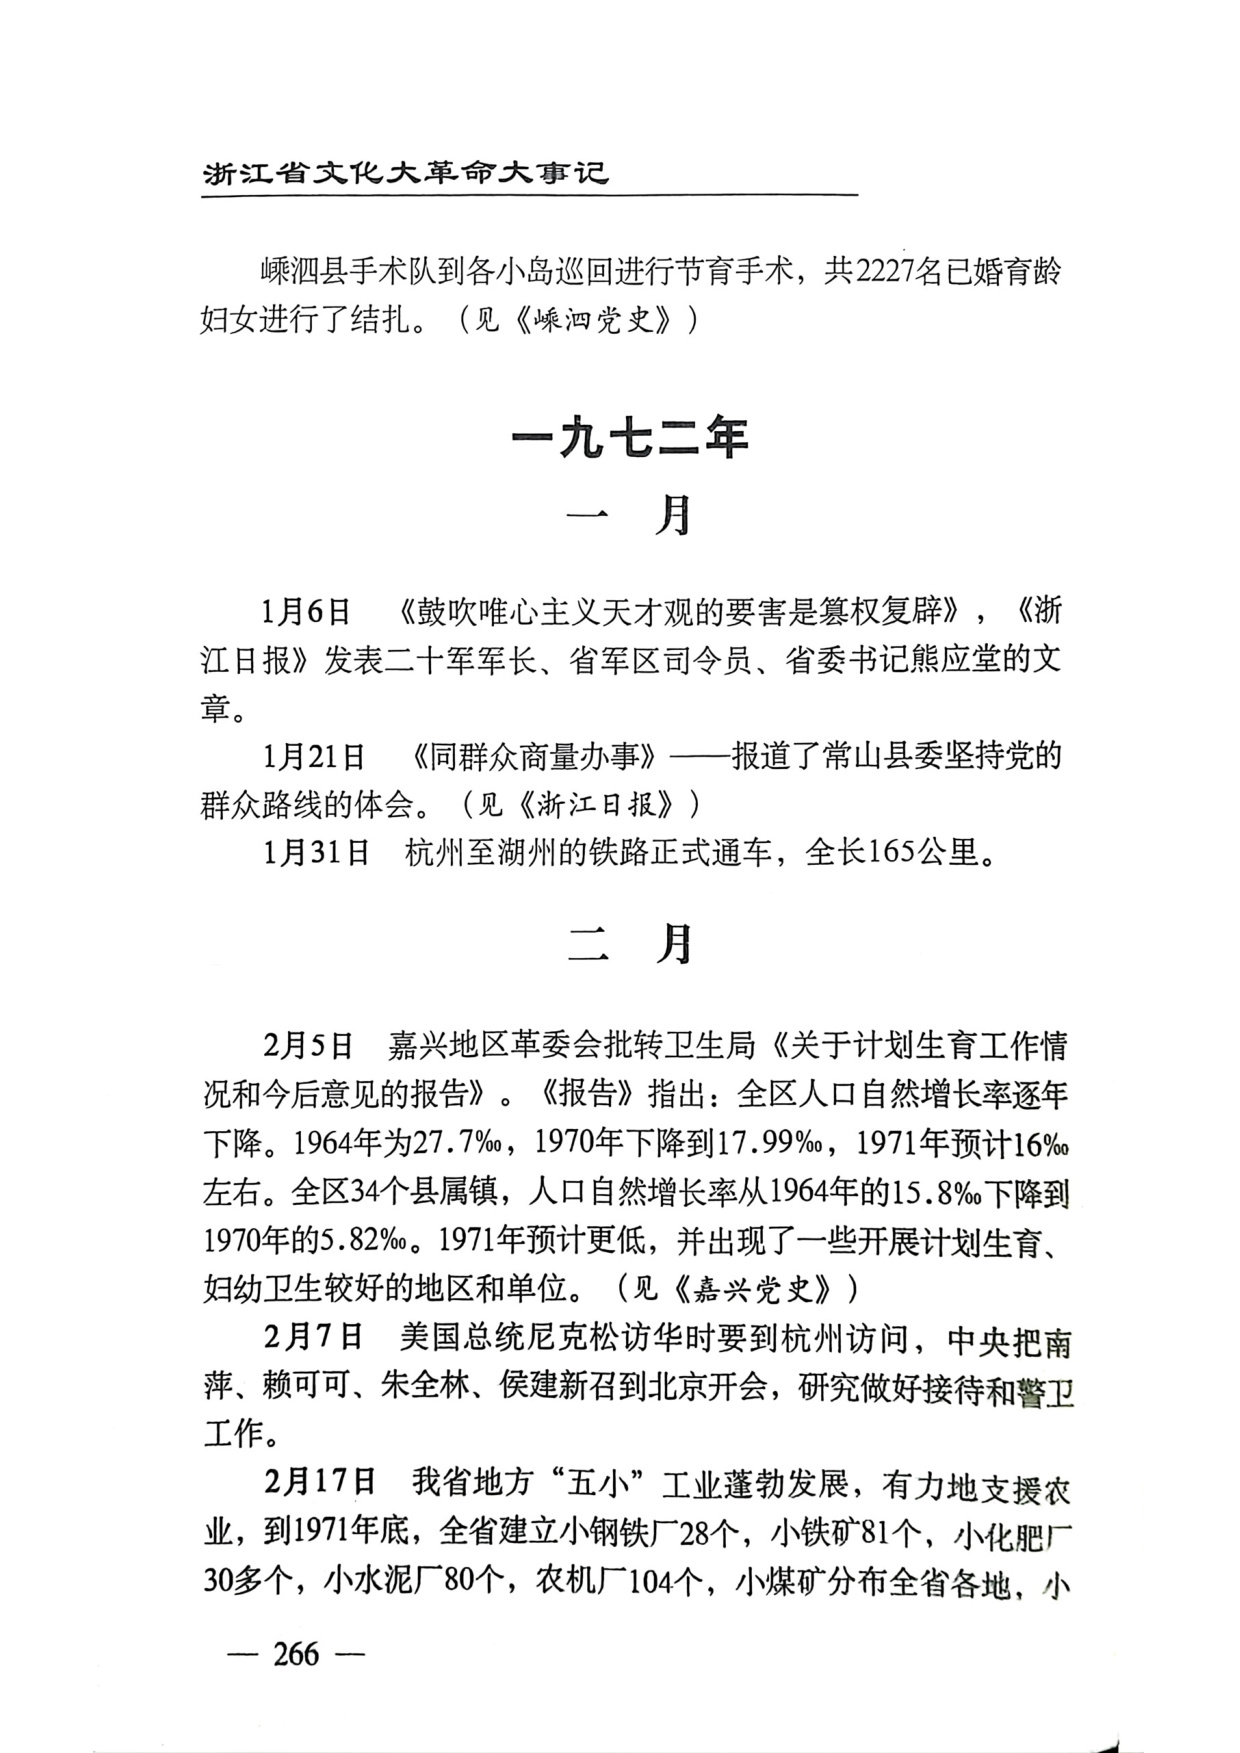 浙江省文化大革命大事记
嵊泗县手术队到各小岛巡回进行节育手术，共2227名已婚育龄
妇女进行了结扎。（见《嵊泗党史》）
一九七二年
一　月
1月6日　《鼓吹唯心主义天才观的要害是篡权复辟》，《浙
江日报》发表二十军军长、省军区司令员、省委书记熊应堂的文
章。
1月21日　《同群众商量办事》——报道了常山县委坚持党的
群众路线的体会。（见《浙江日报》）
1月31日　杭州至湖州的铁路正式通车，全长165公里。
二　月
2月5日　嘉兴地区革委会批转卫生局《关于计划生育工作情
况和今后意见的报告》。《报告》指出：全区人口自然增长率逐年
下降。1964年为27.7‰，1970年下降到17.99‰，1971年预计16‰
左右。全区34个县属镇，人口自然增长率从1964年的15.8‰下降到
1970年的5.82‰。1971年预计更低，并出现了一些开展计划生育、
妇幼卫生较好的地区和单位。（见《嘉兴党史》）
2月7日　美国总统尼克松访华时要到杭州访问，中央把南
萍、赖可可、朱全林、侯建新召到北京开会，研究做好接待和警卫
工作。
2月17日　我省地方“五小”工业蓬勃发展，有力地支援农
业，到1971年底，全省建立小钢铁厂28个，小铁矿81个，小化肥厂
30多个，小水泥厂80个，农机厂104个，小煤矿分布全省各地，小
— 266 —